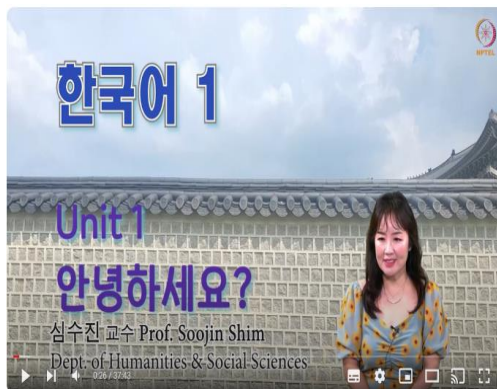 한국어 1
NPTEL
Unit 1
안녕하세요?
심수진 교수 Prof. Soojin Shim
Dept. of Humanities & Social Sciences
0:26 / 37:43